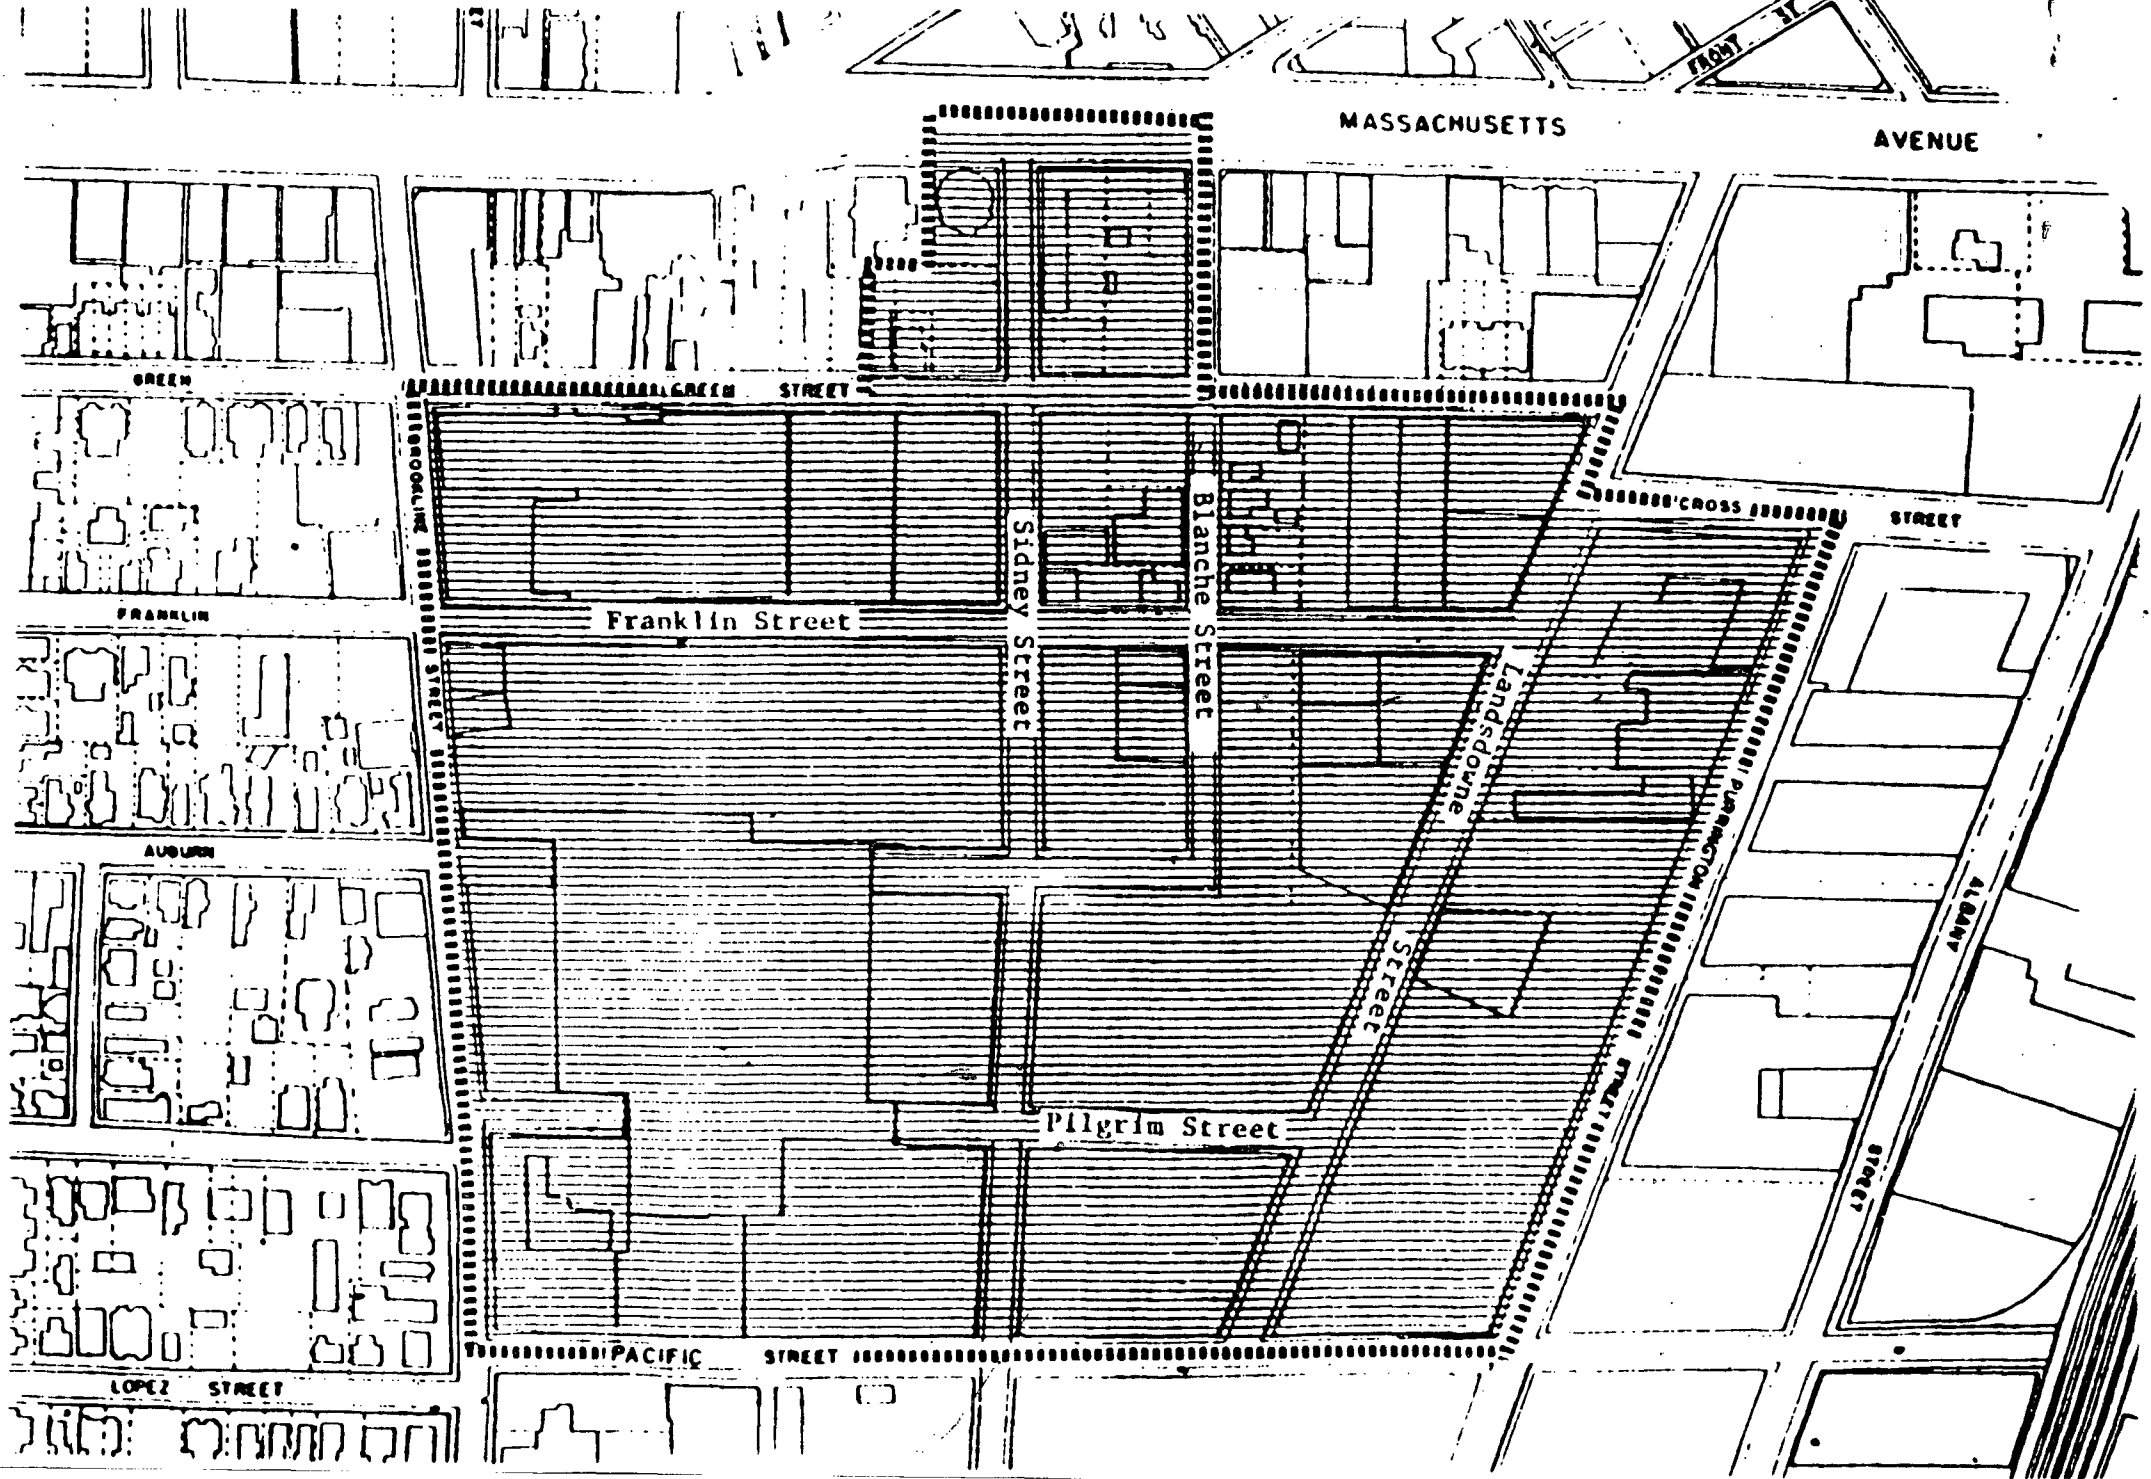 FRONT ST
MASSACHUSETTS AVENUE
GREEN
GREEN STREET
BROOKLINE STREET
CROSS STREET
Sidney Street
Blanche Street
FRANKLIN
Franklin Street
Landsdowne Street
PURRINGTON STREET
AUBURN
ALBANY STREET
Pilgrim Street
PACIFIC STREET
LOPEZ STREET